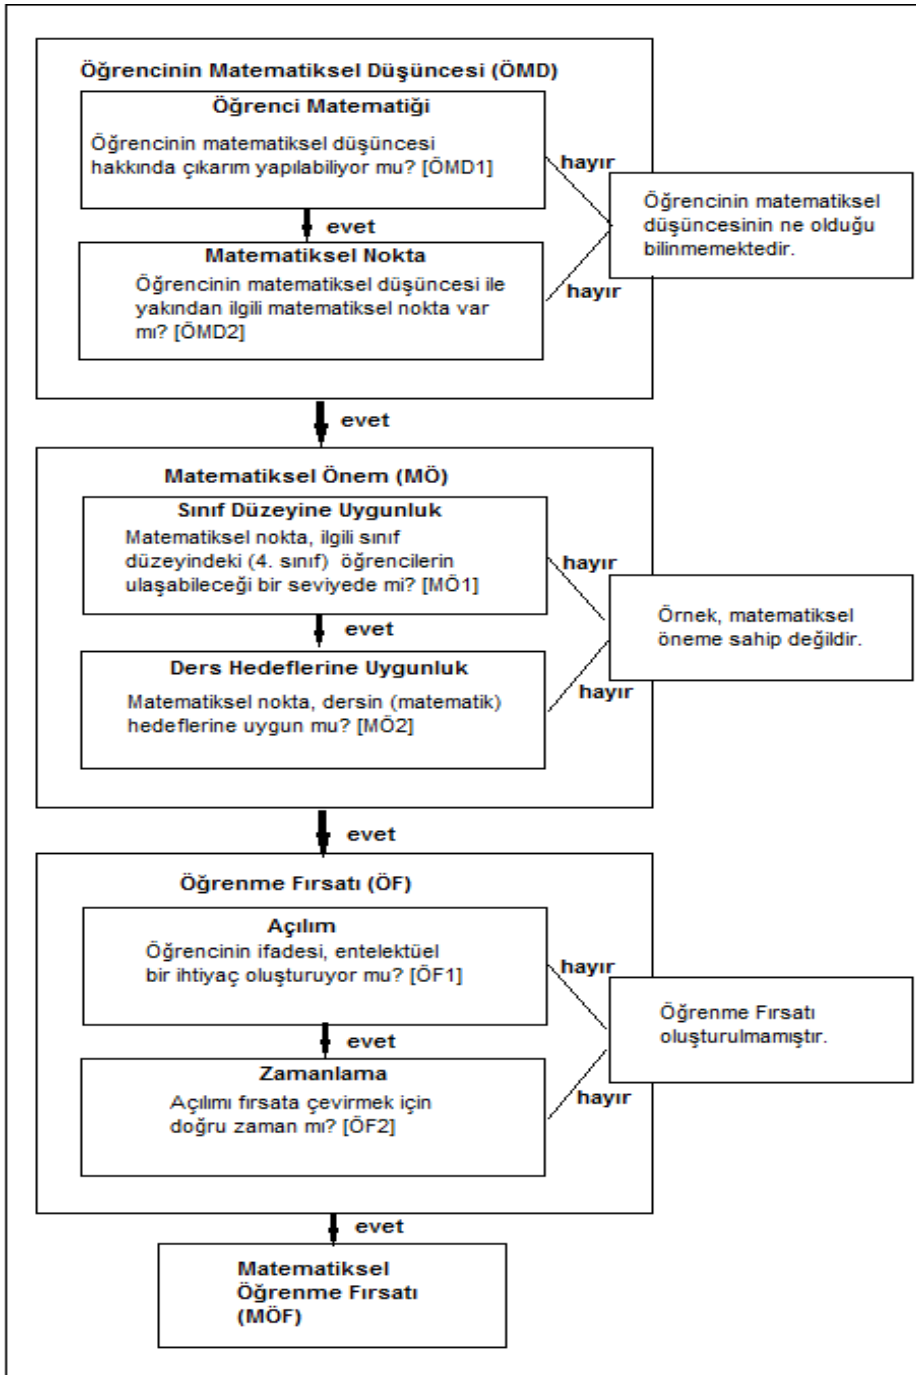 Öğrencinin Matematiksel Düşüncesi (ÖMD)
Öğrenci Matematiği
Öğrencinin matematiksel düşüncesi
hakkında çıkarım yapılabiliyor mu? [ÖMD1]
hayır
Öğrencinin matematiksel
düşüncesinin ne olduğu
bilinmemektedir.
evet
Matematiksel Nokta
Öğrencinin matematiksel düşüncesi ile
yakından ilgili matematiksel nokta var
mı? [ÖMD2]
hayır
evet
Matematiksel Önem (MÖ)
Sınıf Düzeyine Uygunluk
Matematiksel nokta, ilgili sınıf
düzeyindeki (4. sınıf) öğrencilerin
ulaşabileceği bir seviyede mi? [MÖ1]
hayır
Örnek, matematiksel
öneme sahip değildir.
evet
Ders Hedeflerine Uygunluk
Matematiksel nokta, dersin (matematik)
hedeflerine uygun mu? [MÖ2]
hayır
evet
Öğrenme Fırsatı (ÖF)
Açılım
Öğrencinin ifadesi, entelektüel
bir ihtiyaç oluşturuyor mu? [ÖF1]
hayır
Öğrenme Fırsatı
oluşturulmamıştır.
evet
Zamanlama
Açılımı fırsata çevirmek için
doğru zaman mı? [ÖF2]
hayır
evet
Matematiksel
Öğrenme Fırsatı
(MÖF)